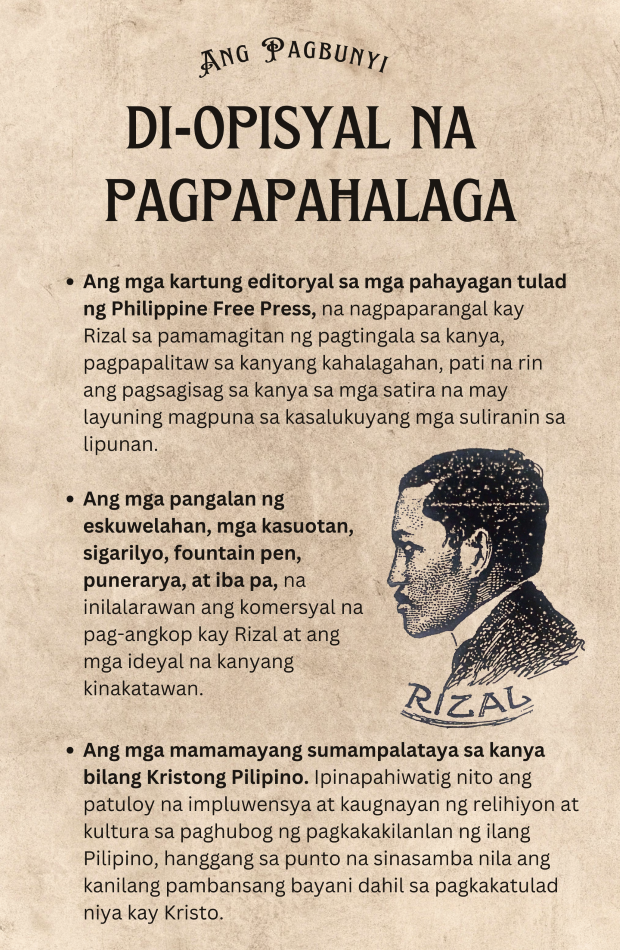 Ang Pagbunyi
DI-OPISYAL NA
PAGPAPAHALAGA
• Ang mga kartung editoryal sa mga pahayagan tulad
ng Philippine Free Press, na nagpaparangal kay
Rizal sa pamamagitan ng pagtingala sa kanya,
pagpapalitaw sa kanyang kahalagahan, pati na rin
ang pagsagisag sa kanya sa mga satira na may
layuning magpuna sa kasalukuyang mga suliranin sa
lipunan.
• Ang mga pangalan ng
eskuwelahan, mga kasuotan,
sigarilyo, fountain pen,
punerarya, at iba pa, na
inilalarawan ang komersyal na
pag-angkop kay Rizal at ang
mga ideyal na kanyang
kinakatawan.
RIZAL
• Ang mga mamamayang sumampalataya sa kanya
bilang Kristong Pilipino. Ipinapahiwatig nito ang
patuloy na impluwensya at kaugnayan ng relihiyon at
kultura sa paghubog ng pagkakakilanlan ng ilang
Pilipino, hanggang sa punto na sinasamba nila ang
kanilang pambansang bayani dahil sa pagkakatulad
niya kay Kristo.